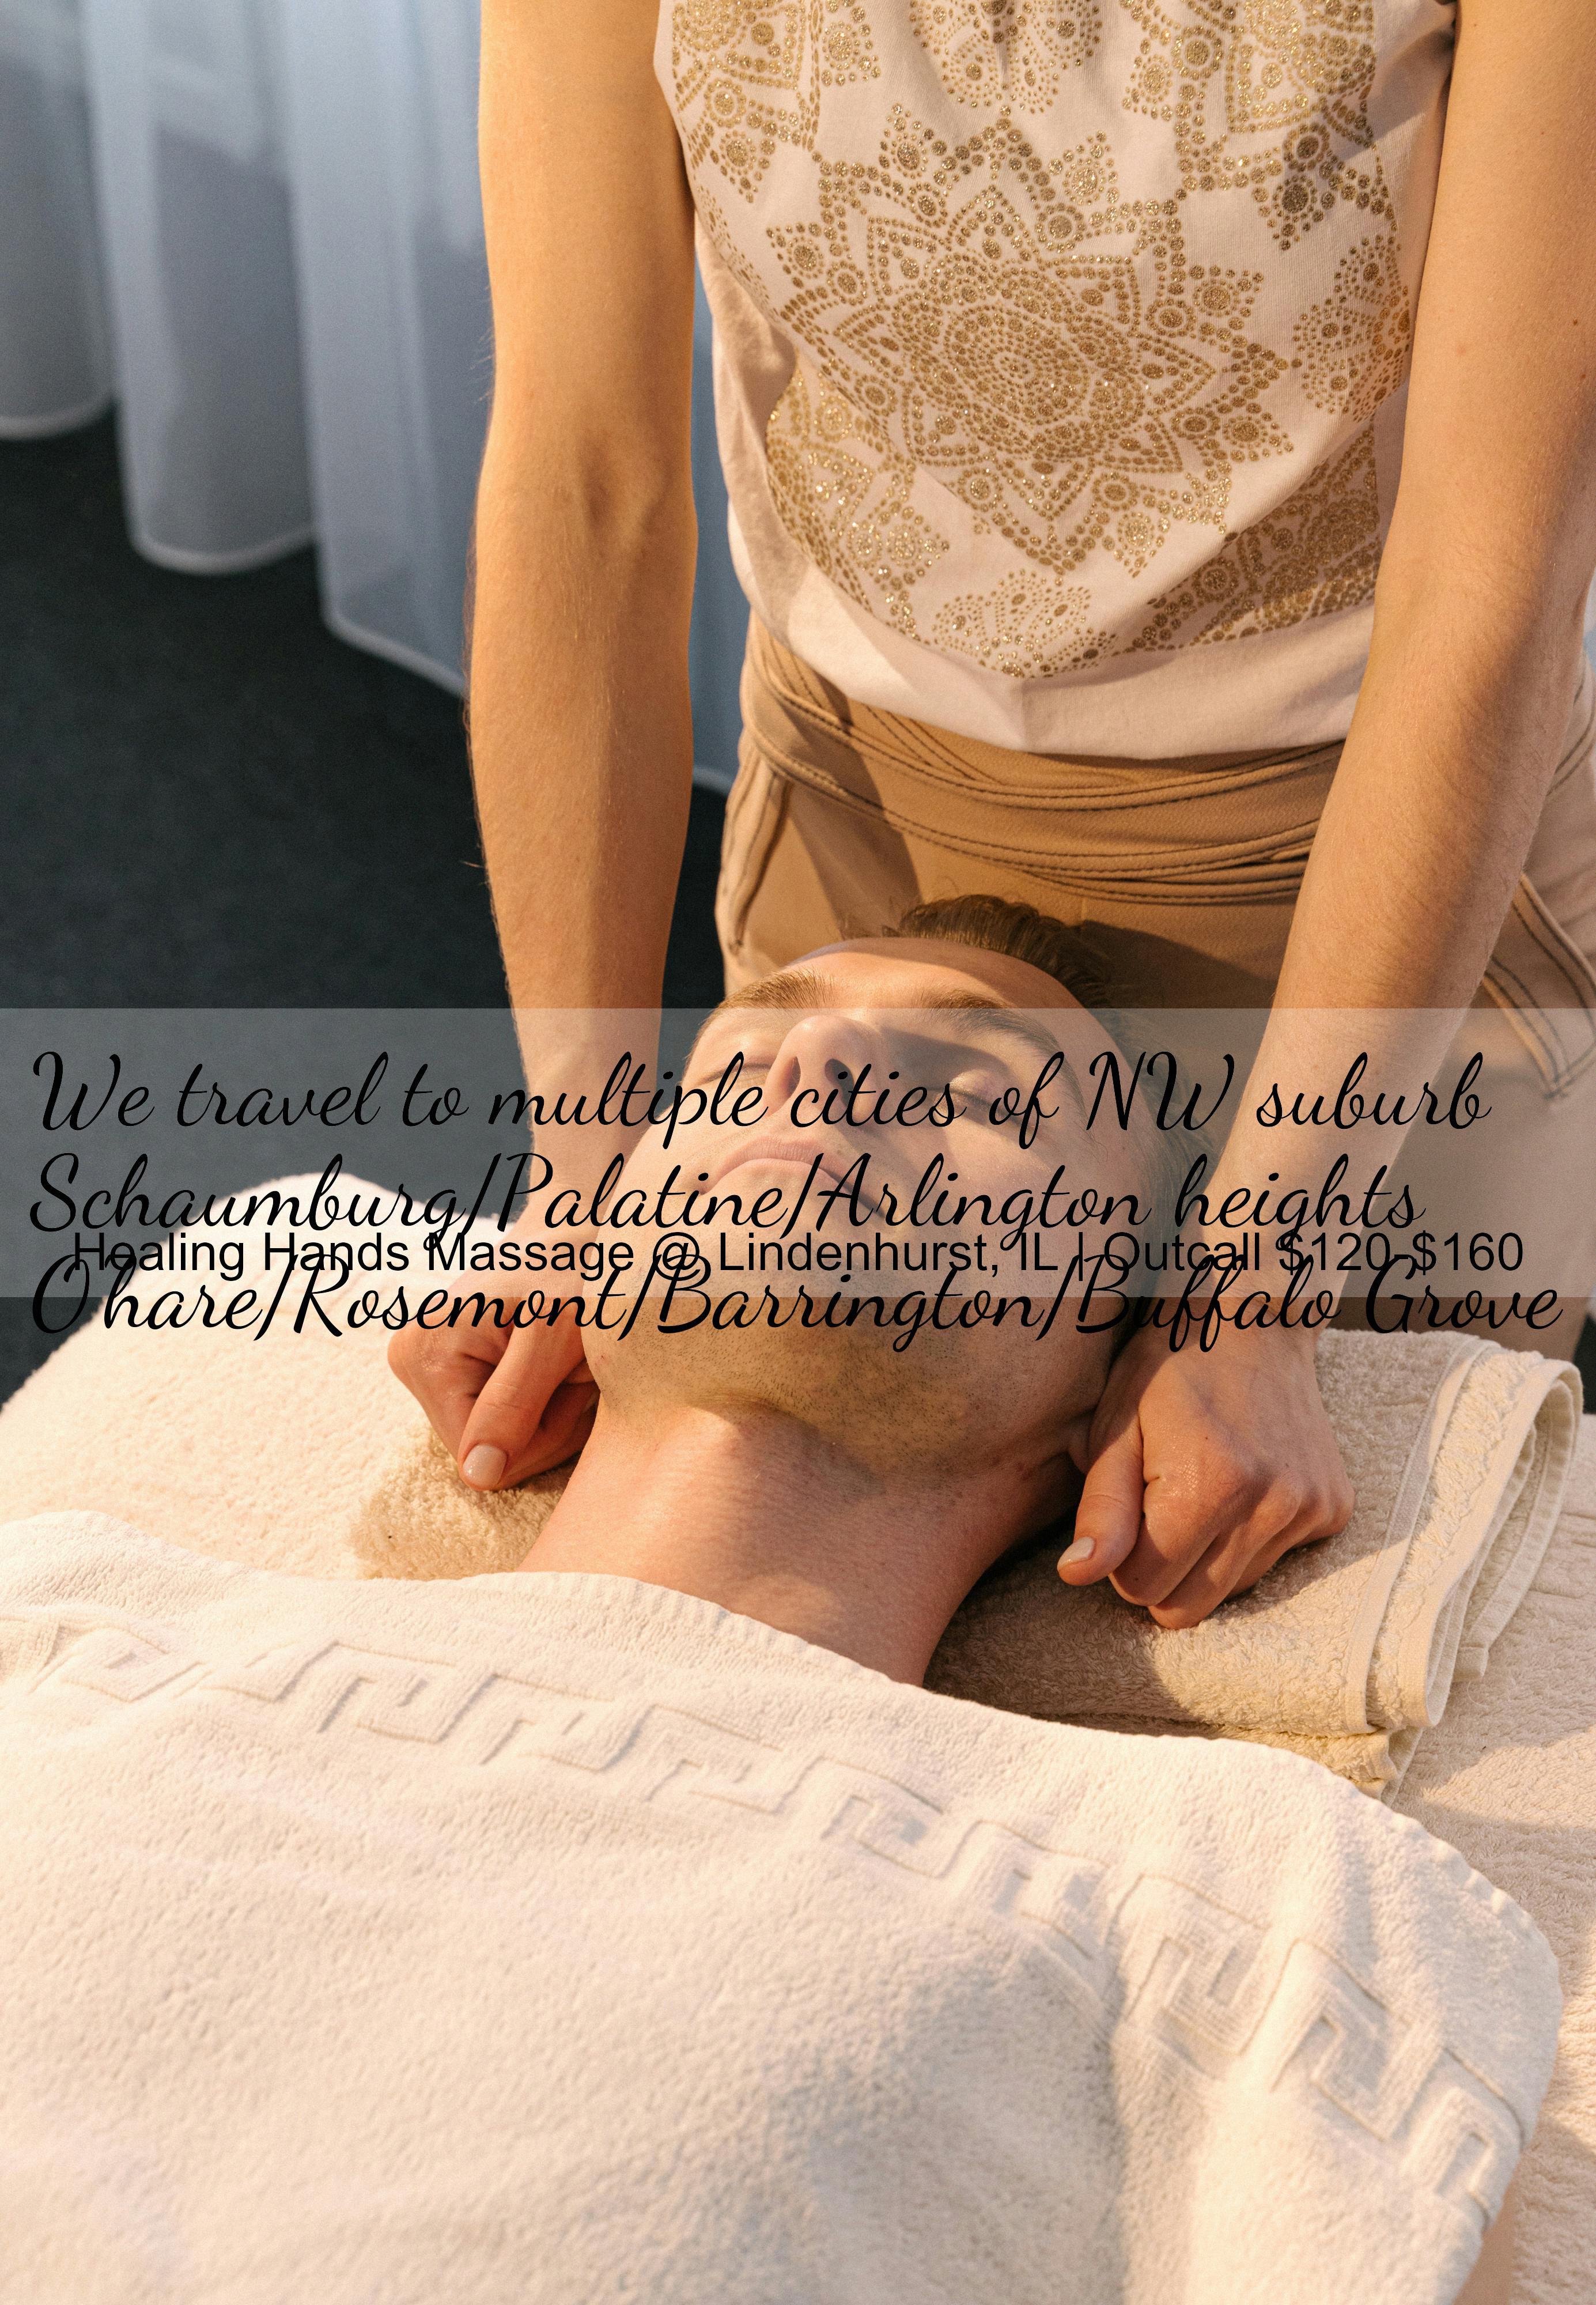 We travel to multiple cities of NW suburb
Schaumburg/Palatine/Arlington heights
Healing Hands Massage @ Lindenhurst, IL | Outcall $120-$160
Ohare/Rosemont/Barrington/Buffalo Grove